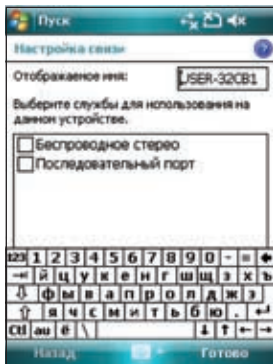 Пуск
Настройка связи
Отображаемое имя: USER-32CB1
Выберите службы для использования на
данном устройстве.
Беспроводное стерео
Последовательный порт
123 1 2 3 4 5 6 7 8 9 0 - =
й ц у к е н г ш щ з х ъ
ф ы в а п р о л д ж э
я ч с м и т ь б ю .
Ctl au ё \
Назад Готово